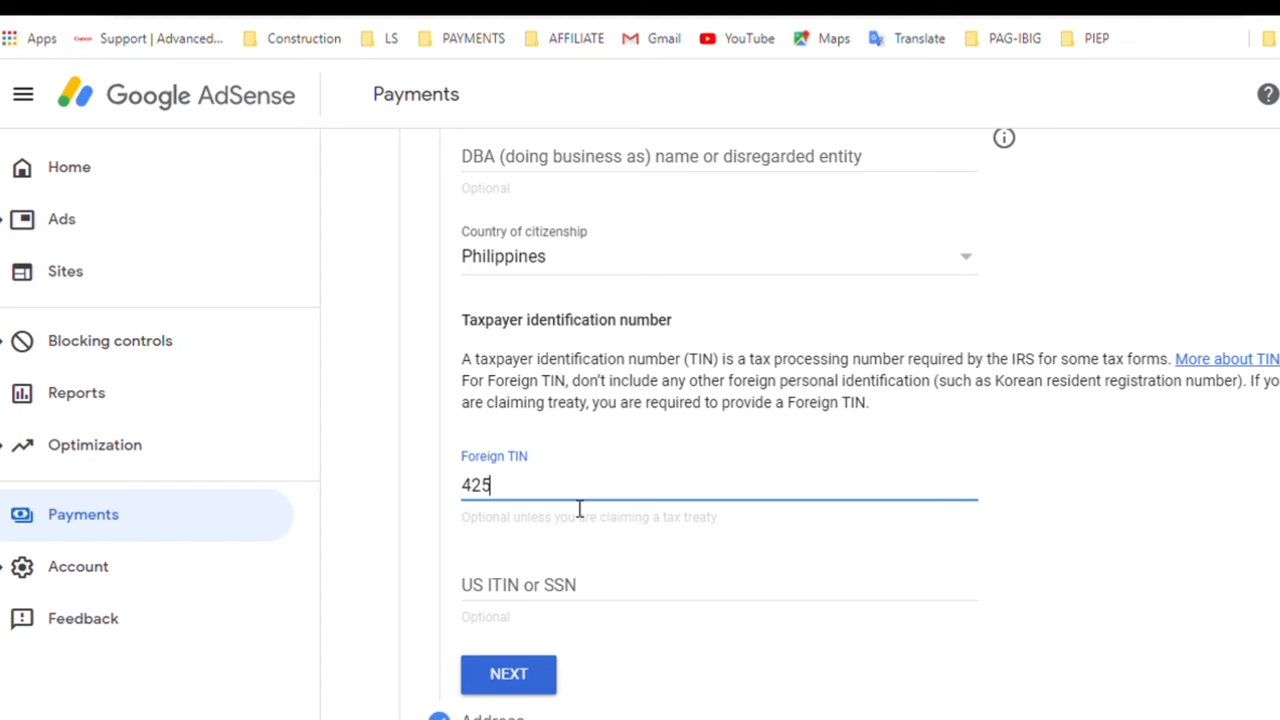 Apps
Support | Advanced...
Construction
LS
PAYMENTS
AFFILIATE
Gmail
YouTube
Maps
Translate
PAG-IBIG
PIEP
Google AdSense
Payments
?
Home
Ads
Sites
Blocking controls
Reports
Optimization
Payments
Account
Feedback
DBA (doing business as) name or disregarded entity
Optional
Country of citizenship
Philippines
Taxpayer identification number
A taxpayer identification number (TIN) is a tax processing number required by the IRS for some tax forms. More about TIN
For Foreign TIN, don't include any other foreign personal identification (such as Korean resident registration number). If yo
are claiming treaty, you are required to provide a Foreign TIN.
Foreign TIN
425
Optional unless you are claiming a tax treaty
US ITIN or SSN
Optional
NEXT
Address